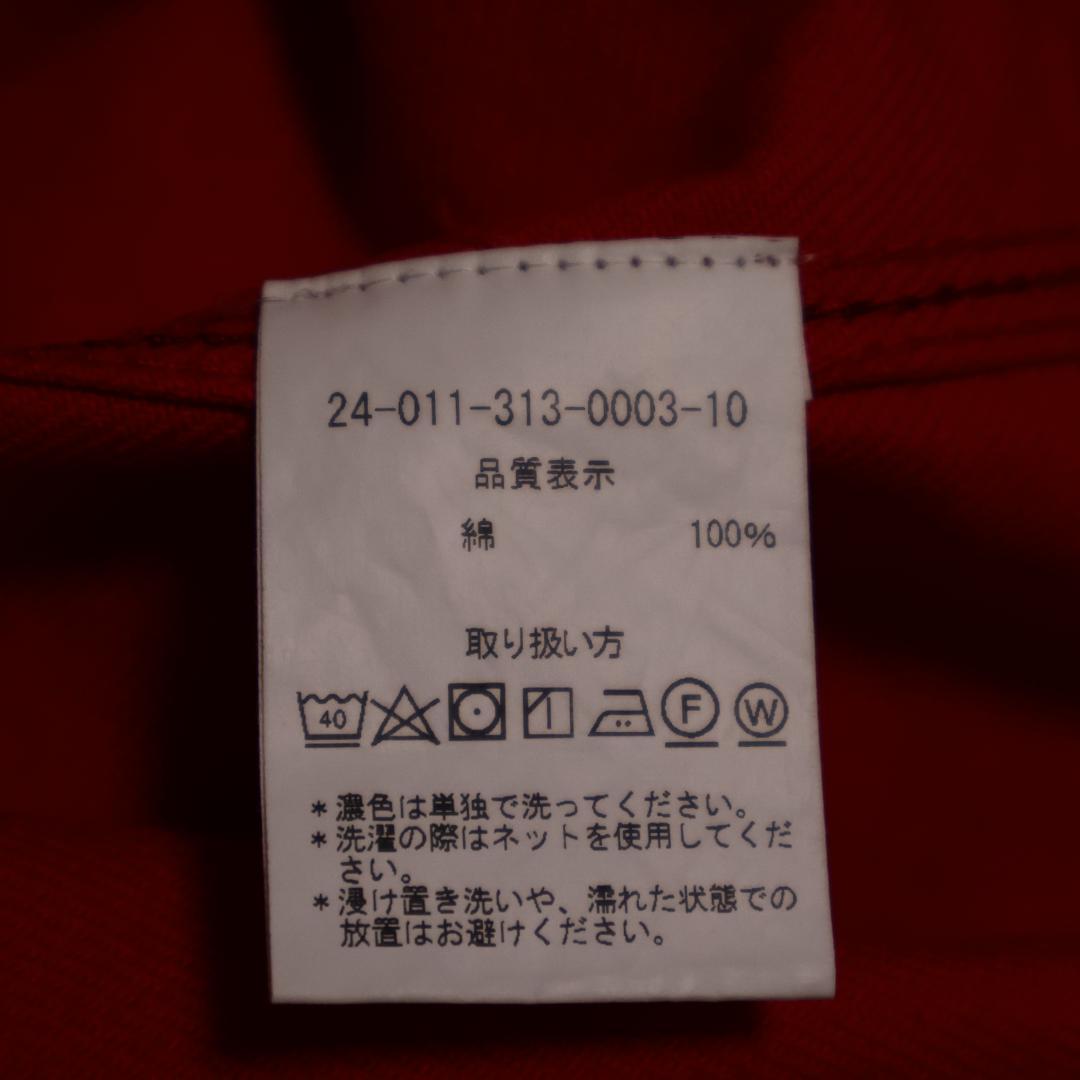 24-011-313-0003-10
品質表示
綿 100%
取り扱い方
40 F W
*濃色は単独で洗ってください。
*洗濯の際はネットを使用してくだ
さい。
*浸け置き洗いや、濡れた状態での
放置はお避けください。